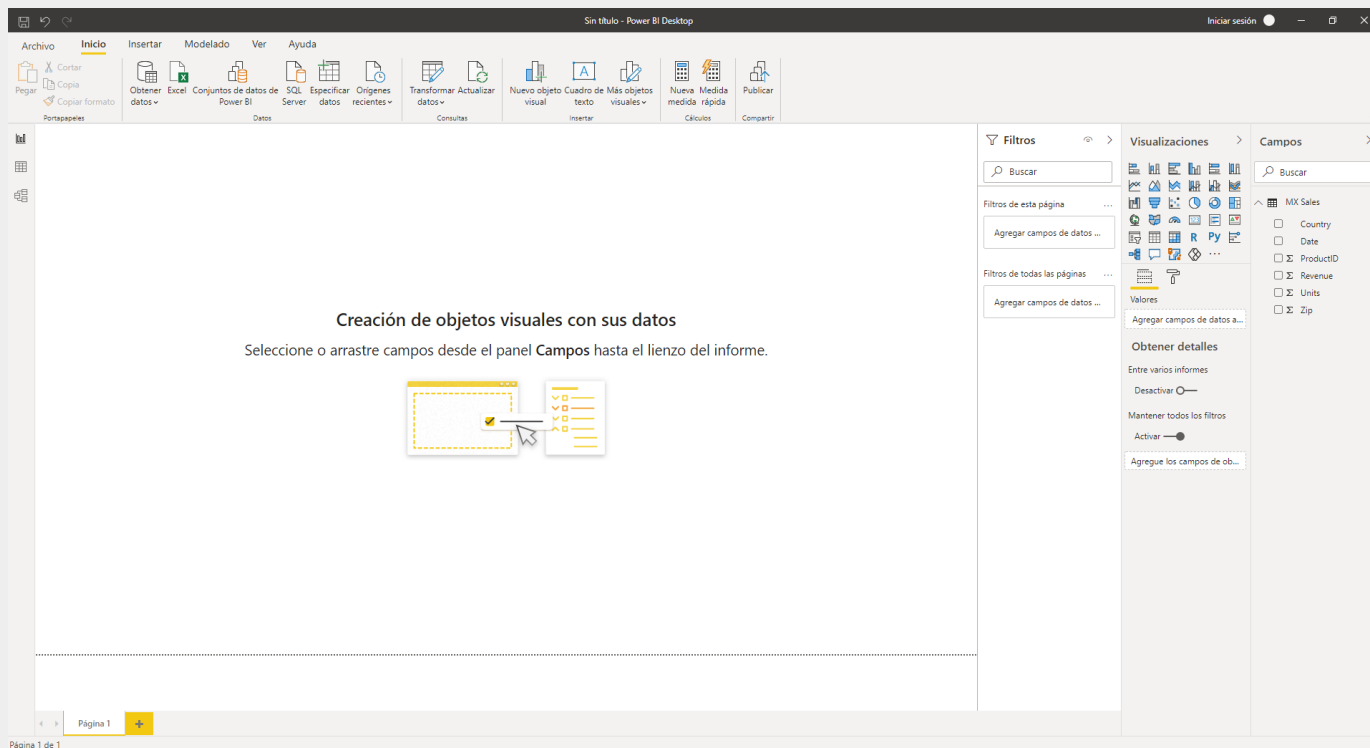 Sin título - Power BI Desktop
Iniciar sesión
Archivo Inicio Insertar Modelado Ver Ayuda
Pegar
Cortar
Copia
Copiar formato
Portapapeles
Obtener datos
Excel
Conjuntos de datos de Power BI
SQL Server
Especificar datos
Orígenes recientes
Datos
Transformar datos
Actualizar
Consultas
Nuevo objeto visual
Cuadro de texto
Más objetos visuales
Insertar
Nueva medida
Medida rápida
Cálculos
Publicar
Compartir
Creación de objetos visuales con sus datos
Seleccione o arrastre campos desde el panel Campos hasta el lienzo del informe.
Filtros
Buscar
Filtros de esta página ...
Agregar campos de datos ...
Filtros de todas las páginas ...
Agregar campos de datos ...
Visualizaciones
R Py
...
Valores
Agregar campos de datos a...
Obtener detalles
Entre varios informes
Desactivar
Mantener todos los filtros
Activar
Agregue los campos de ob...
Campos
Buscar
MX Sales
Country
Date
Σ ProductID
Σ Revenue
Σ Units
Σ Zip
Página 1 +
Página 1 de 1